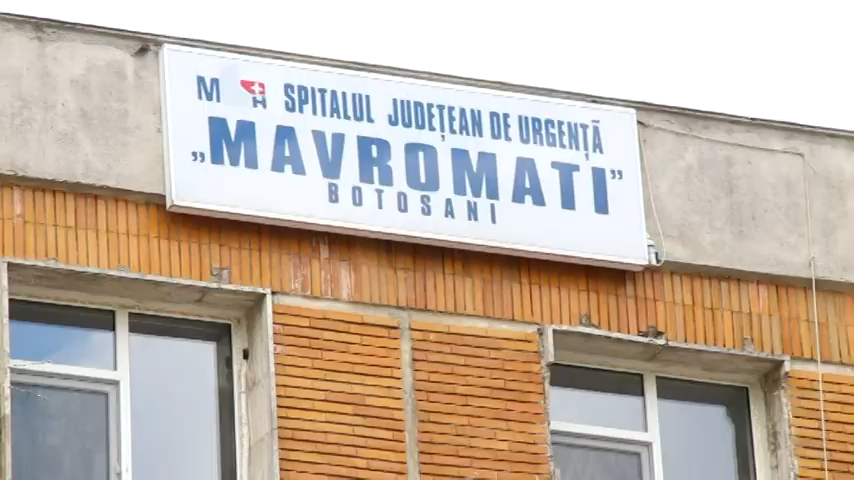 M H SPITALUL JUDEȚEAN DE URGENȚĂ
„MAVROMATI”
BOTOSANI